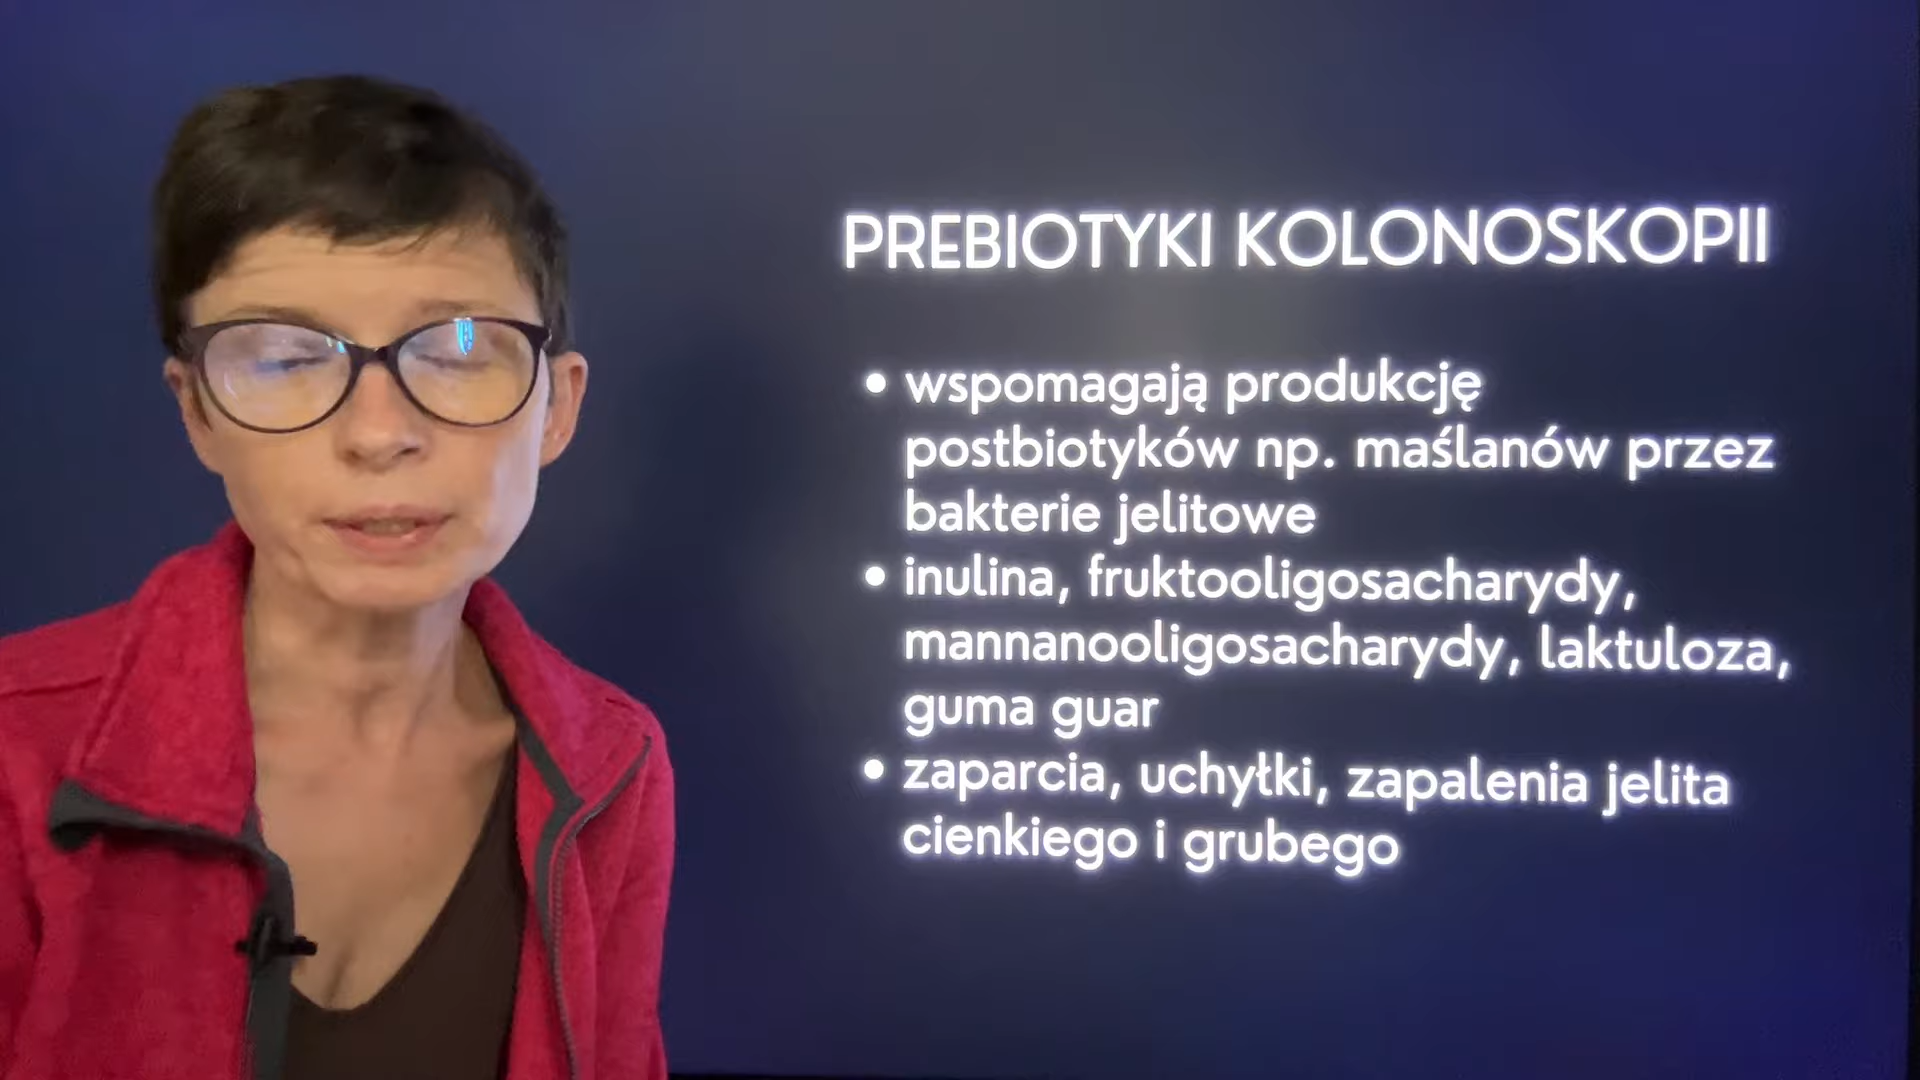 PREBIOTYKI KOLONOSKOPII
• wspomagają produkcję
postbiotyków np. maślanów przez
bakterie jelitowe
• inulina, fruktooligosacharydy,
mannanooligosacharydy, laktuloza,
guma guar
• zaparcia, uchyłki, zapalenia jelita
cienkiego i grubego